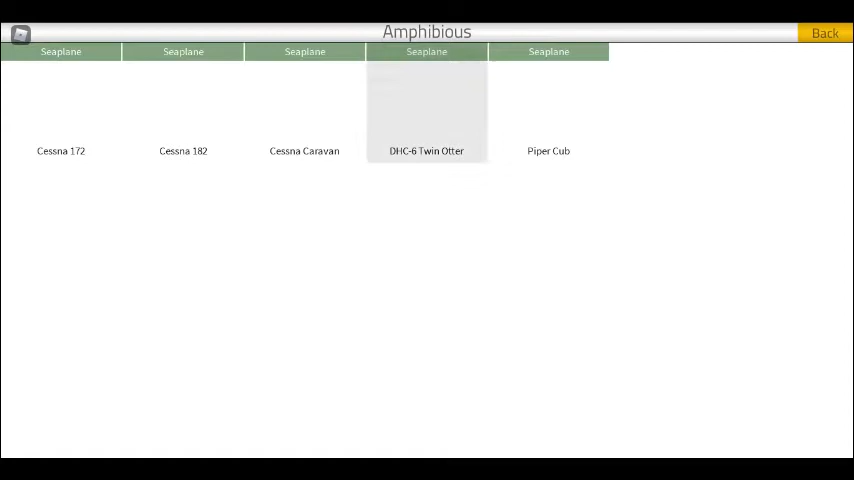 Amphibious
Back
Seaplane Seaplane Seaplane Seaplane Seaplane
Cessna 172 Cessna 182 Cessna Caravan DHC-6 Twin Otter Piper Cub